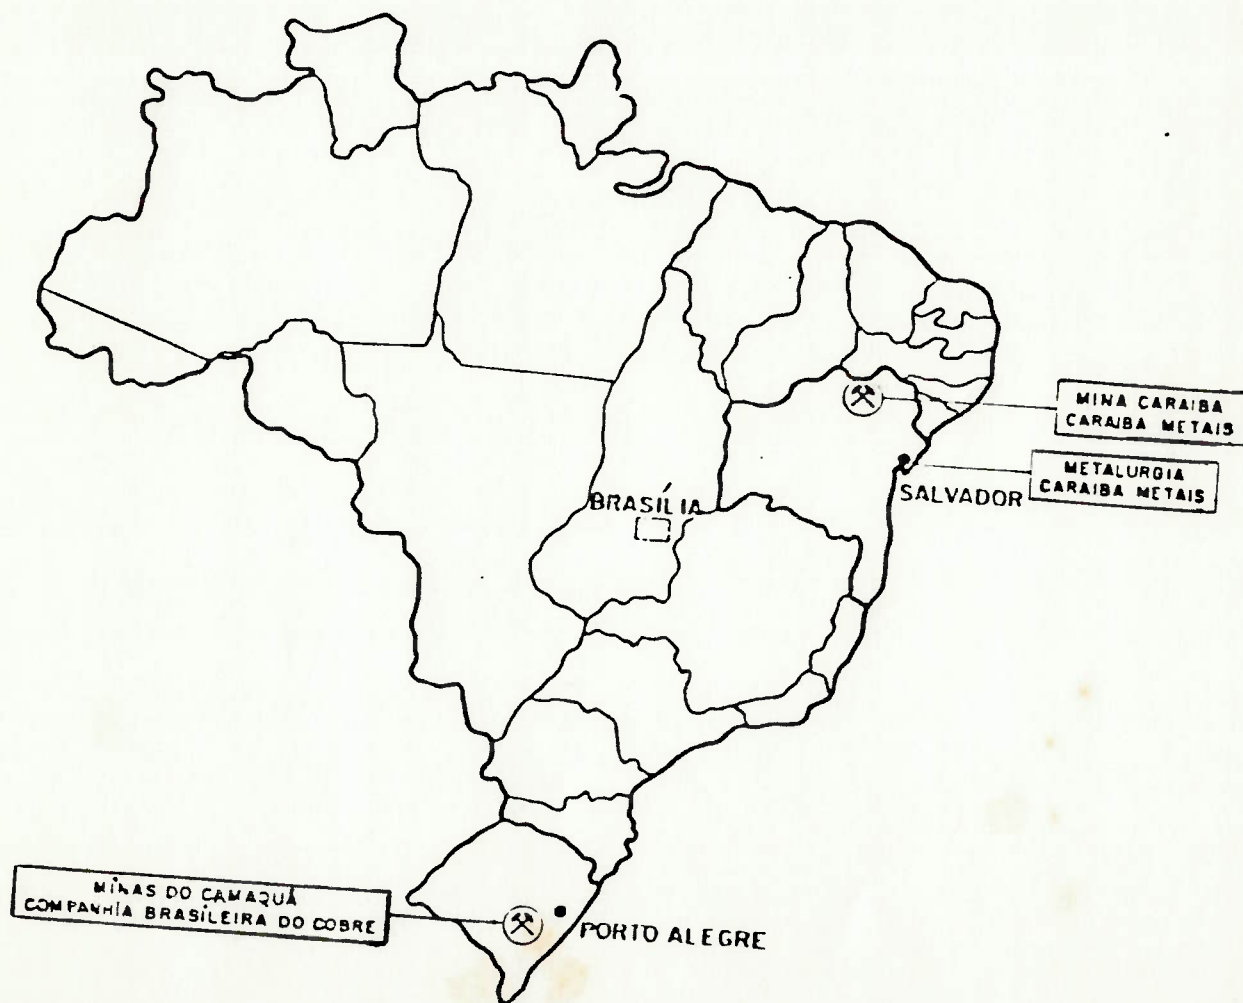 MINA CARAIBA
CARAIBA METAIS
METALURGIA
CARAIBA METAIS
SALVADOR
BRASÍLIA
MINAS DO CAMAQUÃ
COMPANHIA BRASILEIRA DO COBRE
PORTO ALEGRE